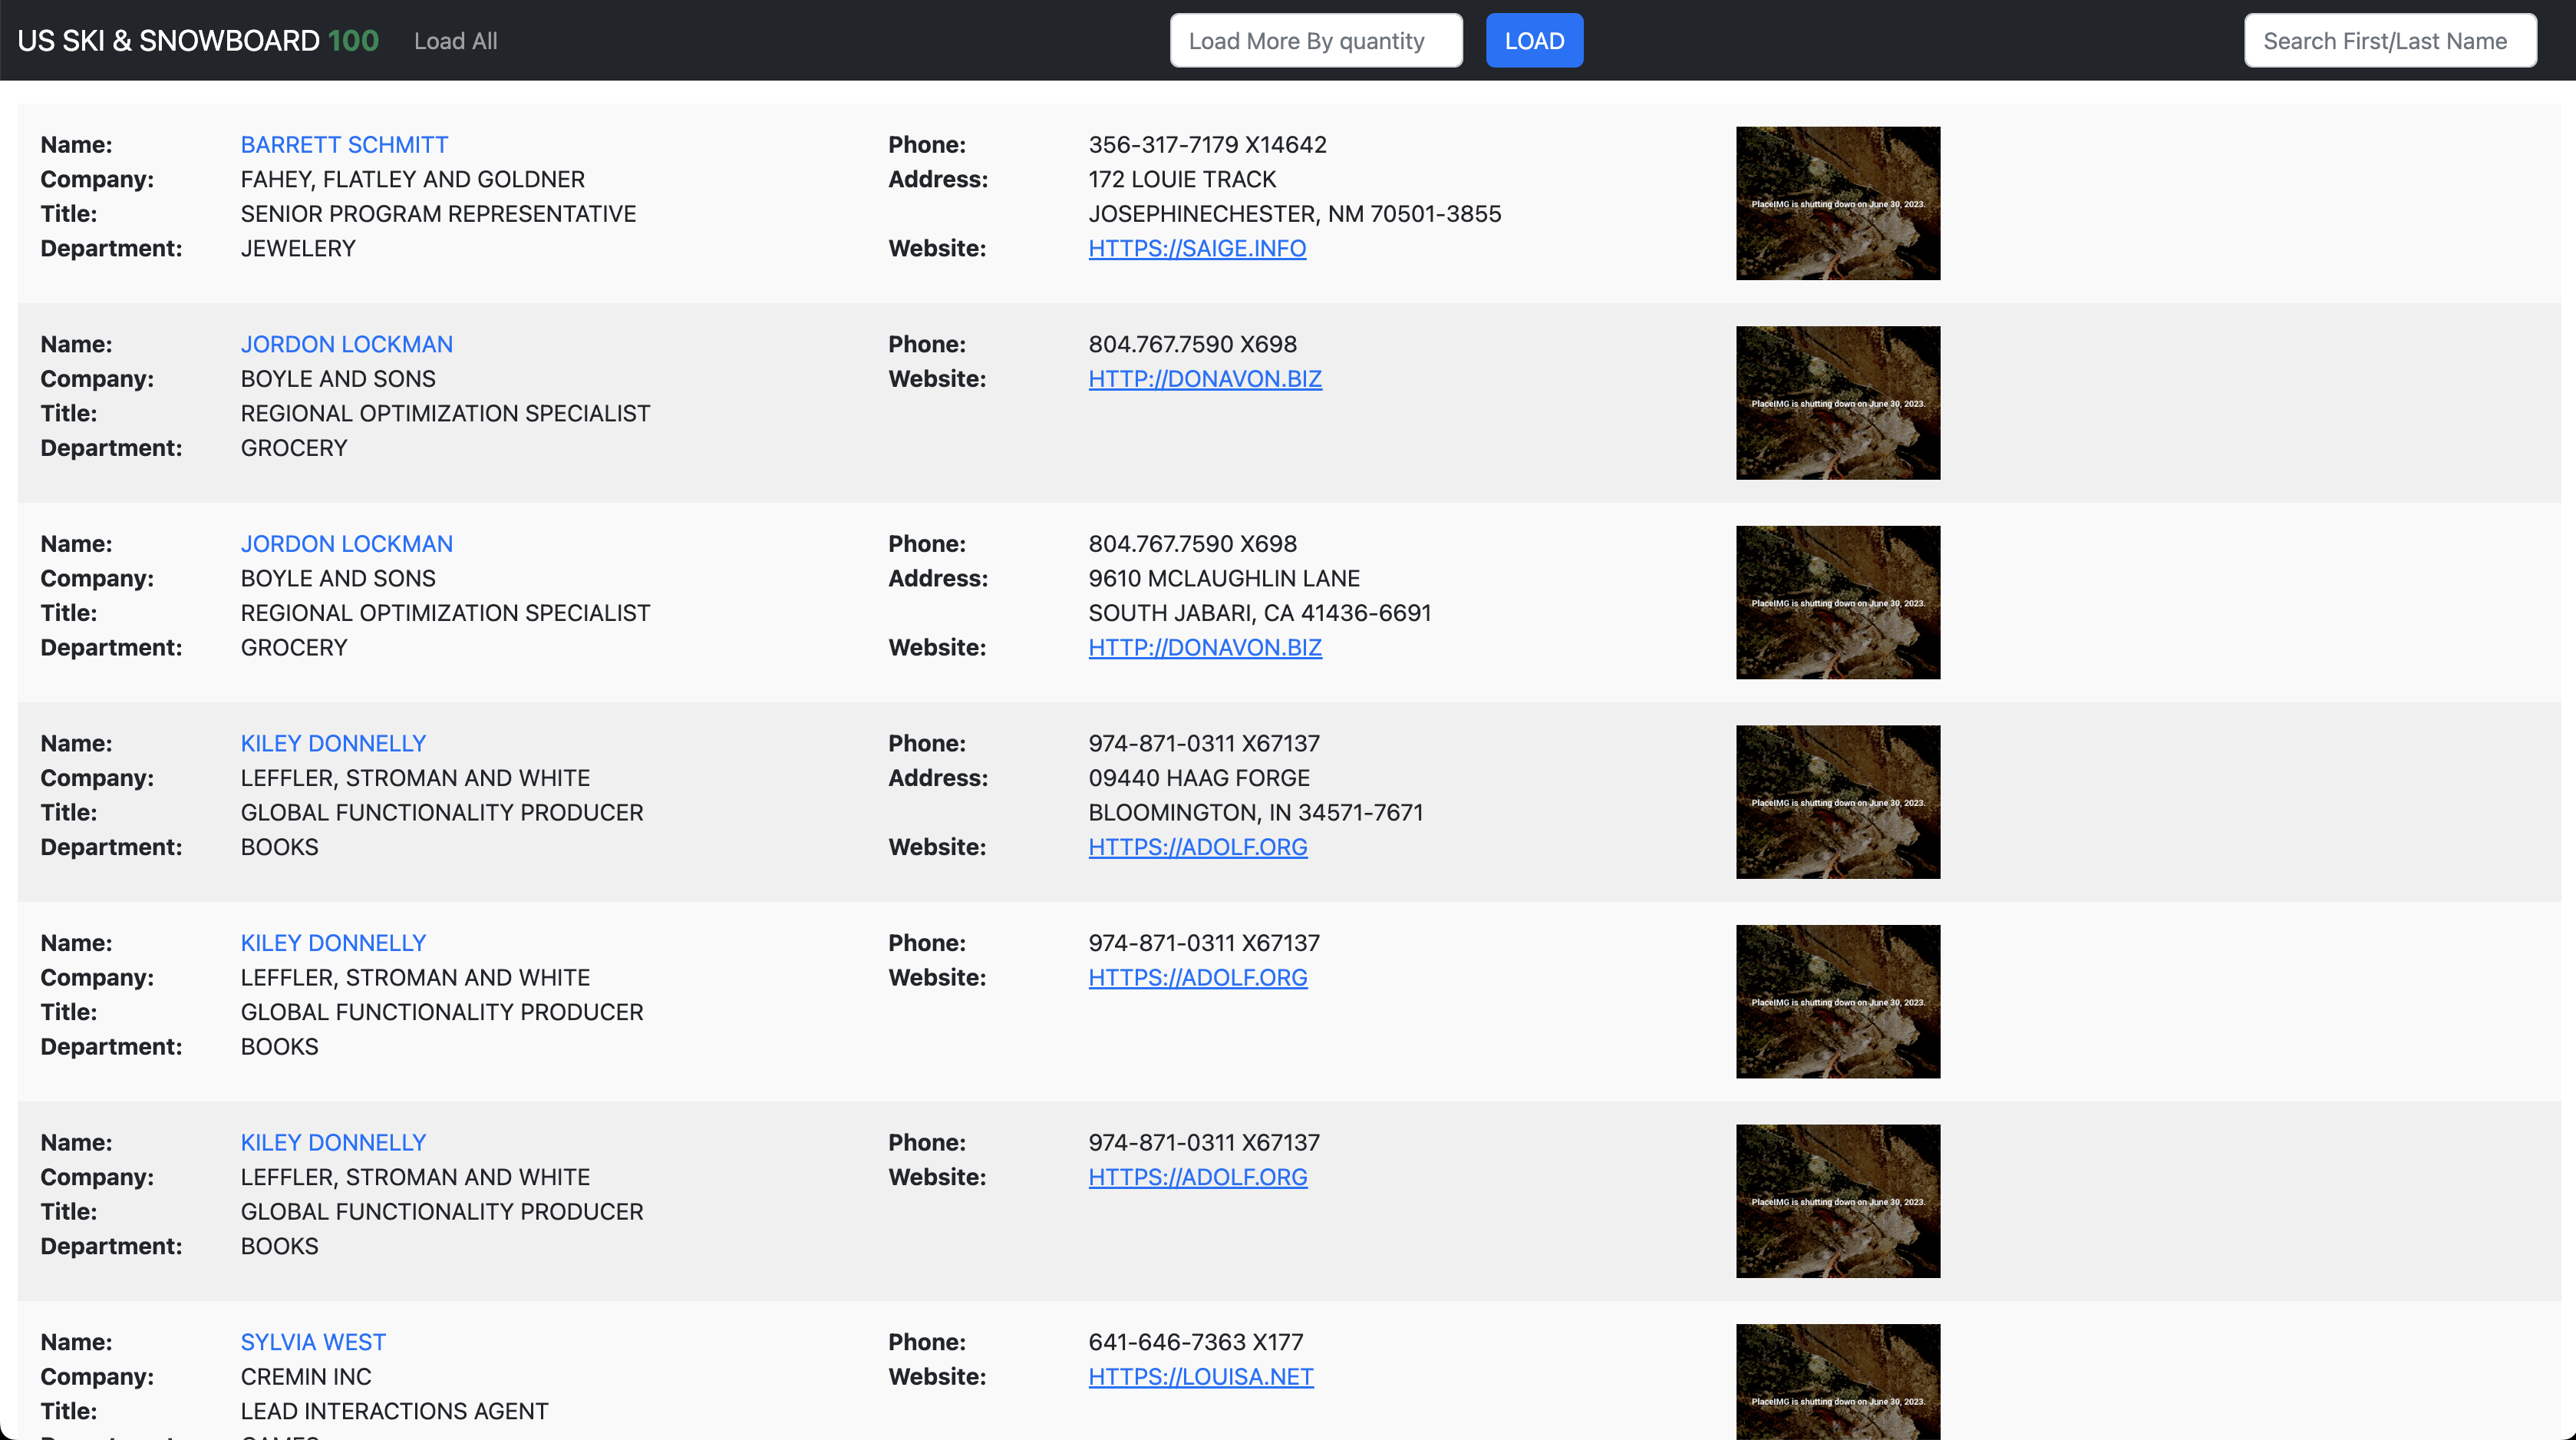 US SKI & SNOWBOARD 100 Load All Load More By quantity LOAD Search First/Last Name
Name: BARRETT SCHMITT Phone: 356-317-7179 X14642
Company: FAHEY, FLATLEY AND GOLDNER Address: 172 LOUIE TRACK
Title: SENIOR PROGRAM REPRESENTATIVE JOSEPHINECHESTER, NM 70501-3855
Department: JEWELERY Website: HTTPS://SAIGE.INFO
PlaceIMG is shutting down on June 30, 2023.
Name: JORDON LOCKMAN Phone: 804.767.7590 X698
Company: BOYLE AND SONS Website: HTTP://DONAVON.BIZ
Title: REGIONAL OPTIMIZATION SPECIALIST
Department: GROCERY
PlaceIMG is shutting down on June 30, 2023.
Name: JORDON LOCKMAN Phone: 804.767.7590 X698
Company: BOYLE AND SONS Address: 9610 MCLAUGHLIN LANE
Title: REGIONAL OPTIMIZATION SPECIALIST SOUTH JABARI, CA 41436-6691
Department: GROCERY Website: HTTP://DONAVON.BIZ
PlaceIMG is shutting down on June 30, 2023.
Name: KILEY DONNELLY Phone: 974-871-0311 X67137
Company: LEFFLER, STROMAN AND WHITE Address: 09440 HAAG FORGE
Title: GLOBAL FUNCTIONALITY PRODUCER BLOOMINGTON, IN 34571-7671
Department: BOOKS Website: HTTPS://ADOLF.ORG
PlaceIMG is shutting down on June 30, 2023.
Name: KILEY DONNELLY Phone: 974-871-0311 X67137
Company: LEFFLER, STROMAN AND WHITE Website: HTTPS://ADOLF.ORG
Title: GLOBAL FUNCTIONALITY PRODUCER
Department: BOOKS
PlaceIMG is shutting down on June 30, 2023.
Name: KILEY DONNELLY Phone: 974-871-0311 X67137
Company: LEFFLER, STROMAN AND WHITE Website: HTTPS://ADOLF.ORG
Title: GLOBAL FUNCTIONALITY PRODUCER
Department: BOOKS
PlaceIMG is shutting down on June 30, 2023.
Name: SYLVIA WEST Phone: 641-646-7363 X177
Company: CREMIN INC Website: HTTPS://LOUISA.NET
Title: LEAD INTERACTIONS AGENT
PlaceIMG is shutting down on June 30, 2023.